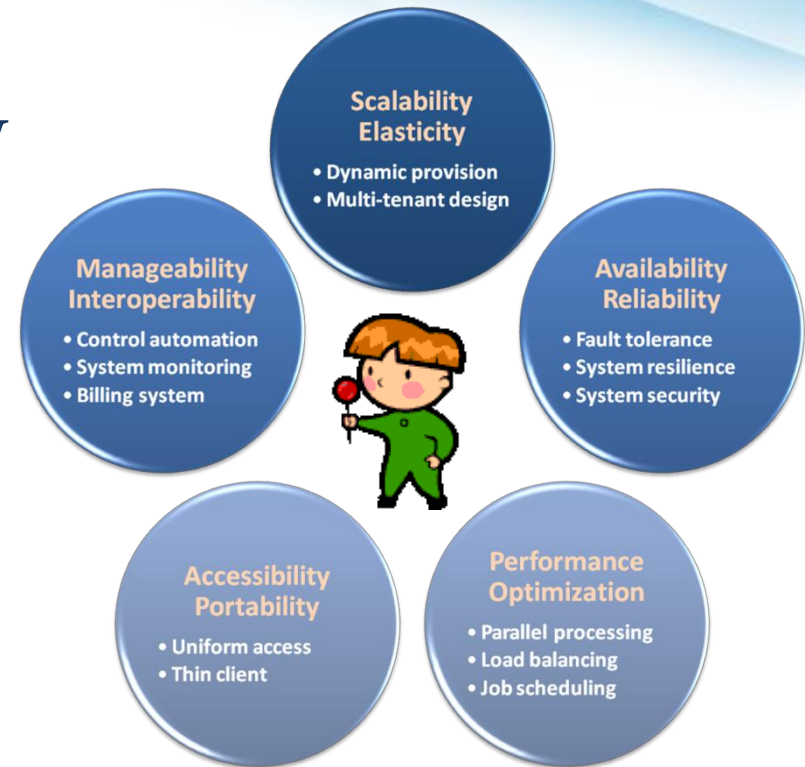 Scalability
Elasticity
• Dynamic provision
• Multi-tenant design
Manageability
Interoperability
• Control automation
• System monitoring
• Billing system
Availability
Reliability
• Fault tolerance
• System resilience
• System security
Accessibility
Portability
• Uniform access
• Thin client
Performance
Optimization
• Parallel processing
• Load balancing
• Job scheduling